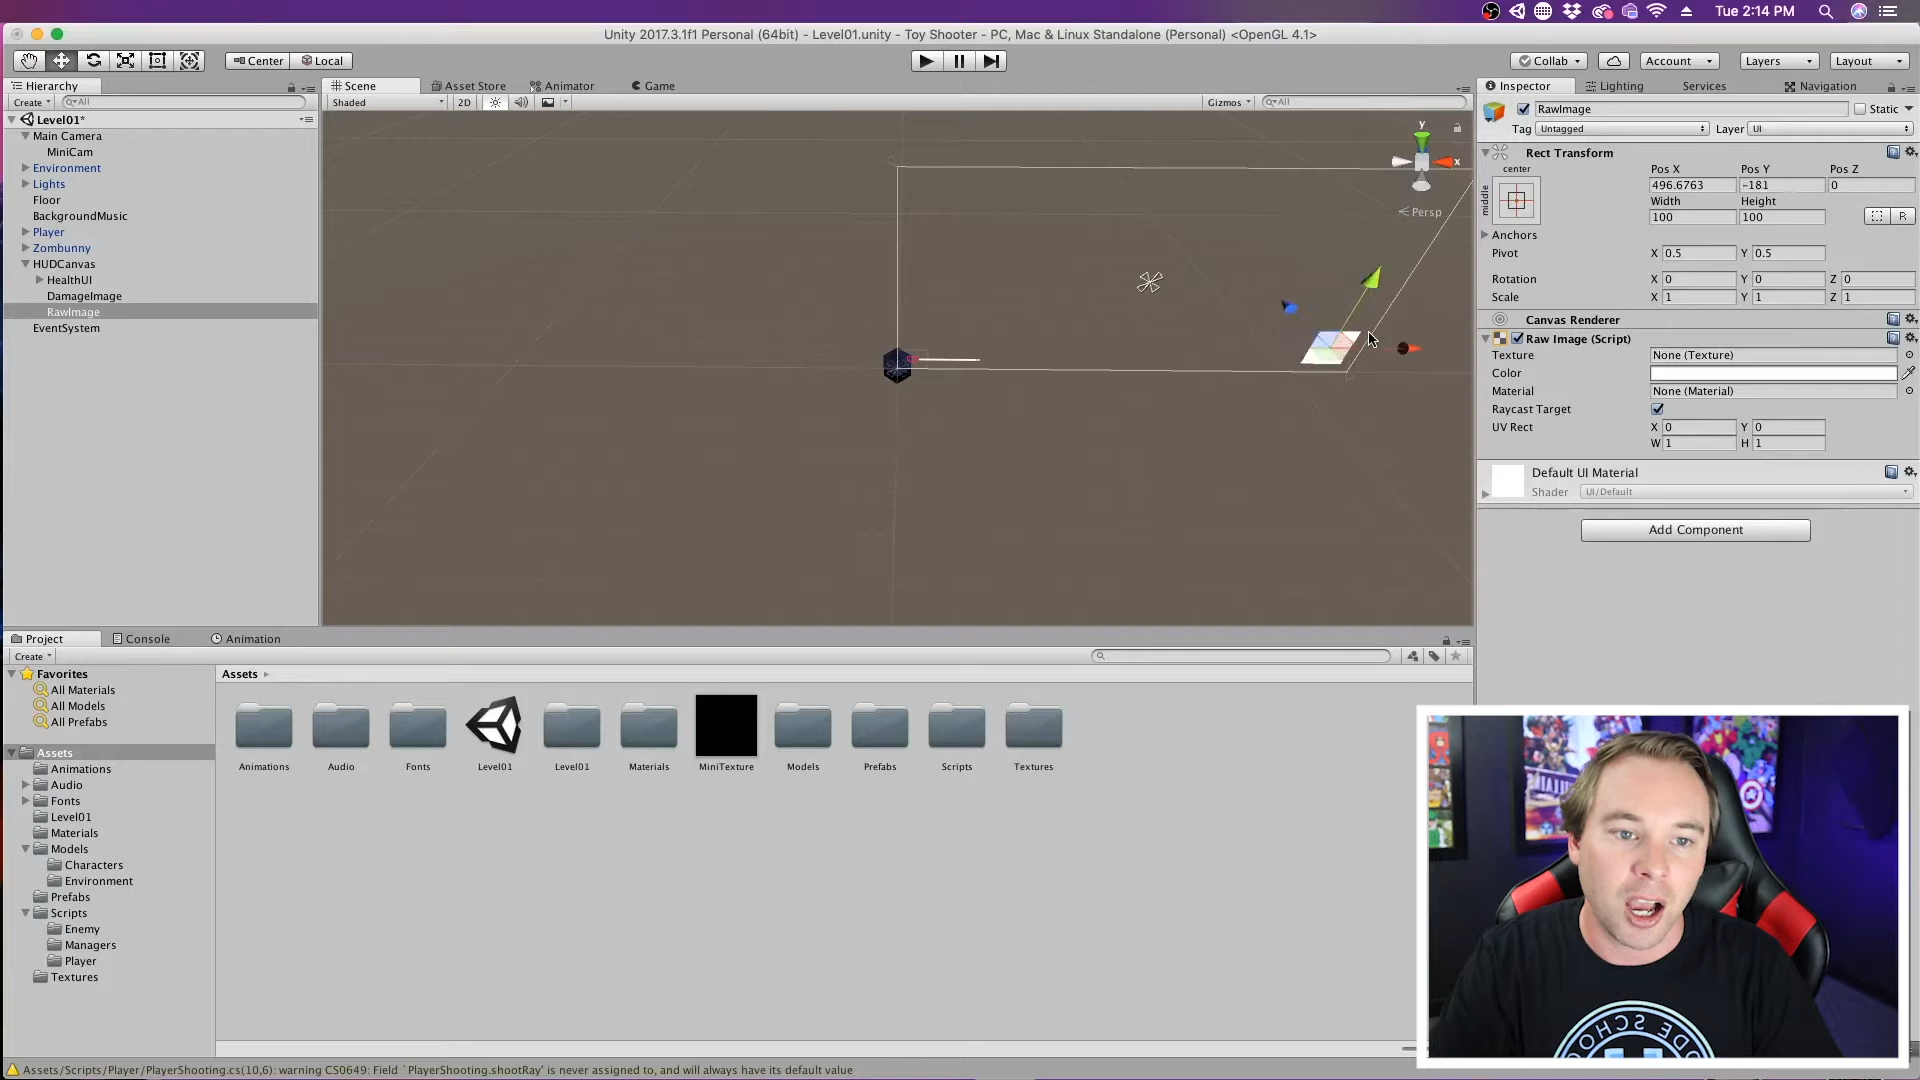 Tue 2:14 PM
Unity 2017.3.1f1 Personal (64bit) - Level01.unity - Toy Shooter - PC, Mac & Linux Standalone (Personal) <OpenGL 4.1>
Center
Local
Collab
Account
Layers
Layout
Hierarchy
Create
All
Level01*
Main Camera
MiniCam
Environment
Lights
Floor
BackgroundMusic
Player
Zombunny
HUDCanvas
HealthUI
DamageImage
RawImage
EventSystem
Scene
Asset Store
Animator
Game
Shaded
2D
Gizmos
All
y
x
Persp
Inspector
Lighting
Services
Navigation
RawImage
Static
Tag Untagged
Layer UI
Rect Transform
center
middle
Pos X Pos Y Pos Z
496.6763 -181 0
Width Height
100 100
R
Anchors
Pivot X 0.5 Y 0.5
Rotation X 0 Y 0 Z 0
Scale X 1 Y 1 Z 1
Canvas Renderer
Raw Image (Script)
Texture None (Texture)
Color
Material None (Material)
Raycast Target
UV Rect X 0 Y 0
W 1 H 1
Default UI Material
Shader UI/Default
Add Component
Project
Console
Animation
Create
Favorites
All Materials
All Models
All Prefabs
Assets
Animations
Audio
Fonts
Level01
Materials
Models
Characters
Environment
Prefabs
Scripts
Enemy
Managers
Player
Textures
Assets
Animations
Audio
Fonts
Level01
Level01
Materials
MiniTexture
Models
Prefabs
Scripts
Textures
Assets/Scripts/Player/PlayerShooting.cs(10,6): warning CS0649: Field `PlayerShooting.shootRay' is never assigned to, and will always have its default value